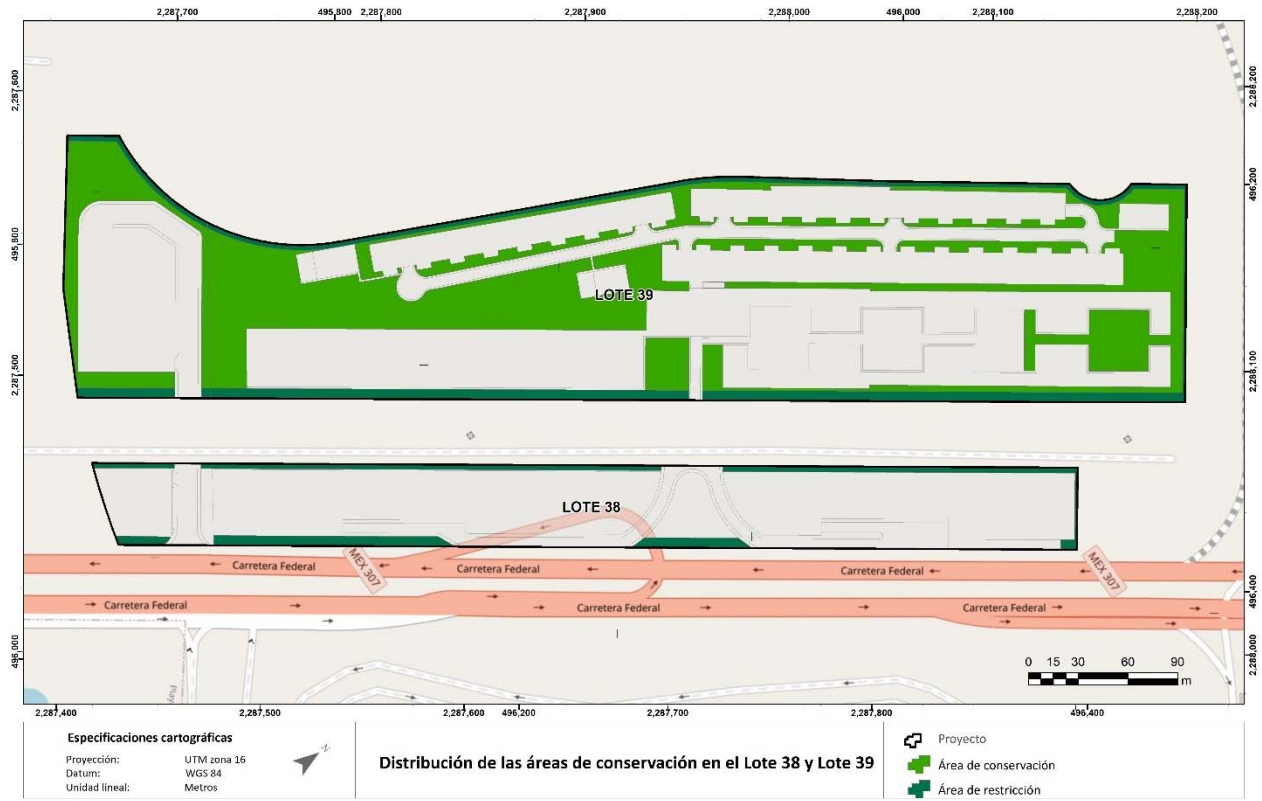 2,287,700 495,800 2,287,800 2,287,900 2,288,000 496,000 2,288,100 2,288,200
2,287,600
2,288,200
496,200
495,800
LOTE 39
2,287,500
2,288,100
LOTE 38
MEX 307
MEX 307
Carretera Federal Carretera Federal Carretera Federal
496,400
Carretera Federal Carretera Federal Carretera Federal
496,000
2,288,000
Play
0 15 30 60 90
m
2,287,400 2,287,500 2,287,600 496,200 2,287,700 2,287,800 496,400
Especificaciones cartográficas
Proyección: UTM zona 16
Datum: WGS 84
Unidad lineal: Metros
N
Distribución de las áreas de conservación en el Lote 38 y Lote 39
Proyecto
Área de conservación
Área de restricción